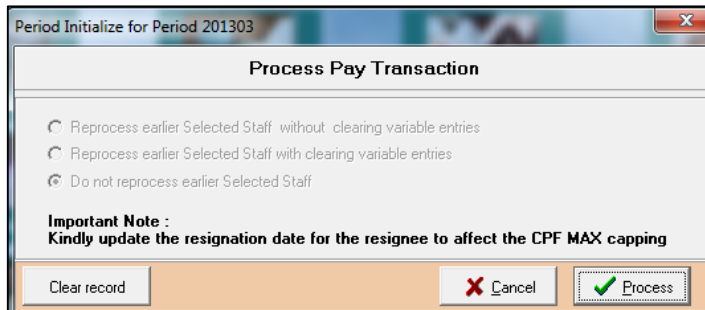 Period Initialize for Period 201303
Process Pay Transaction
Reprocess earlier Selected Staff without clearing variable entries
Reprocess earlier Selected Staff with clearing variable entries
Do not reprocess earlier Selected Staff
Important Note :
Kindly update the resignation date for the resignee to affect the CPF MAX capping
Clear record
Cancel
Process